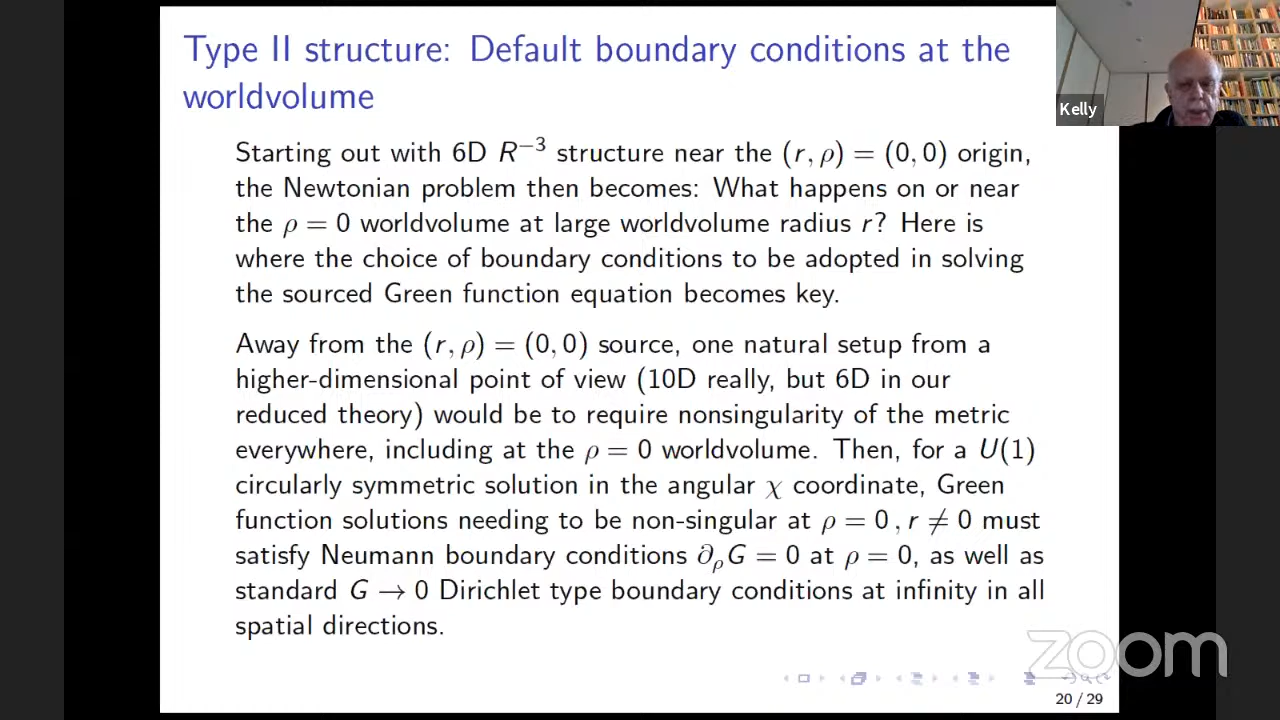 Type II structure: Default boundary conditions at the
worldvolume
Kelly
Starting out with 6D R⁻³ structure near the (r, ρ) = (0, 0) origin,
the Newtonian problem then becomes: What happens on or near
the ρ = 0 worldvolume at large worldvolume radius r? Here is
where the choice of boundary conditions to be adopted in solving
the sourced Green function equation becomes key.
Away from the (r, ρ) = (0, 0) source, one natural setup from a
higher-dimensional point of view (10D really, but 6D in our
reduced theory) would be to require nonsingularity of the metric
everywhere, including at the ρ = 0 worldvolume. Then, for a U(1)
circularly symmetric solution in the angular χ coordinate, Green
function solutions needing to be non-singular at ρ = 0 , r ≠ 0 must
satisfy Neumann boundary conditions ∂ᵨG = 0 at ρ = 0, as well as
standard G → 0 Dirichlet type boundary conditions at infinity in all
spatial directions.
zoom
20 / 29